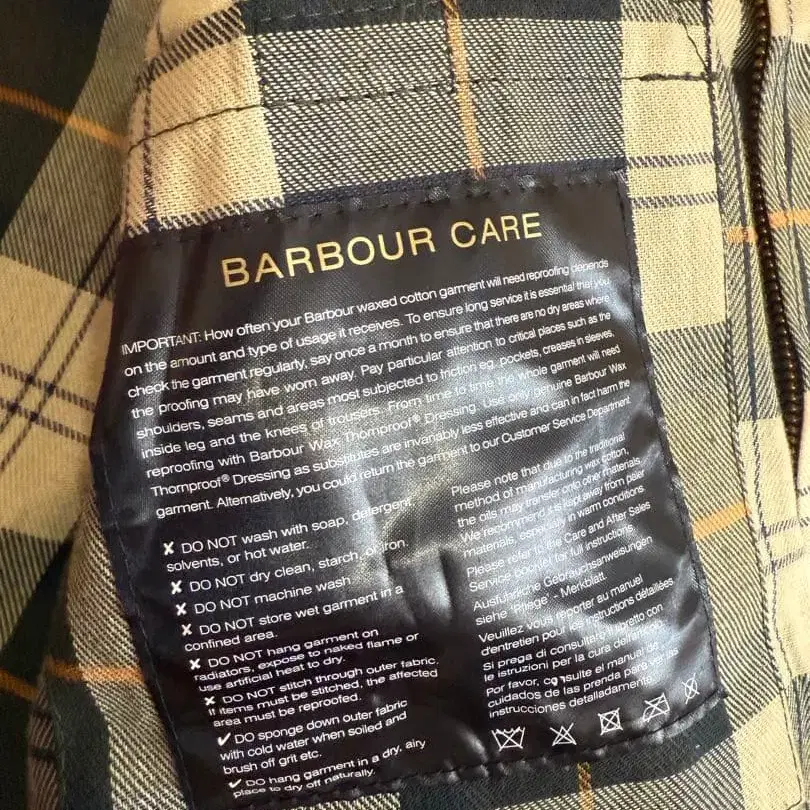 BARBOUR CARE
IMPORTANT: How often your Barbour waxed cotton garment will need reproofing depends
on the amount and type of usage it receives. To ensure long service it is essential that you
check the garment regularly, say once a month to ensure that there are no dry areas where
the proofing may have worn away. Pay particular attention to critical places such as the
shoulders, seams and areas most subjected to friction eg. pockets, creases in sleeves,
inside leg and the knees of trousers. From time to time the whole garment will need
reproofing with Barbour Wax Thornproof® Dressing. Use only genuine Barbour Wax
Thornproof® Dressing as substitutes are invariably less effective and can in fact harm the
garment. Alternatively, you could return the garment to our Customer Service Department.
✘ DO NOT wash with soap, detergent,
solvents, or hot water.
✘ DO NOT dry clean, starch, or iron.
✘ DO NOT machine wash.
✘ DO NOT store wet garment in a
confined area.
✘ DO NOT hang garment on
radiators, expose to naked flame or
use artificial heat to dry.
✘ DO NOT stitch through outer fabric.
If items must be stitched, the affected
area must be reproofed.
✔ DO sponge down outer fabric
with cold water when soiled and
brush off grit etc.
✔ DO hang garment in a dry, airy
place to dry off naturally.
Please note that due to the traditional
method of manufacturing wax cotton,
the oils may transfer onto other materials.
We recommend it is kept away from paler
materials, especially in warm conditions.
Please refer to the Care and After Sales
Service booklet for full instructions.
Ausführliche Gebrauchsanweisungen
siehe "Pflege" - Merkblatt.
Veuillez vous reporter au manuel
d'entretien pour les instructions détaillées
Si prega di consultare il libretto con
le istruzioni per la cura dell'
Por favor, consulte el manual de
cuidados de las prenda para las
instrucciones detalladamente.